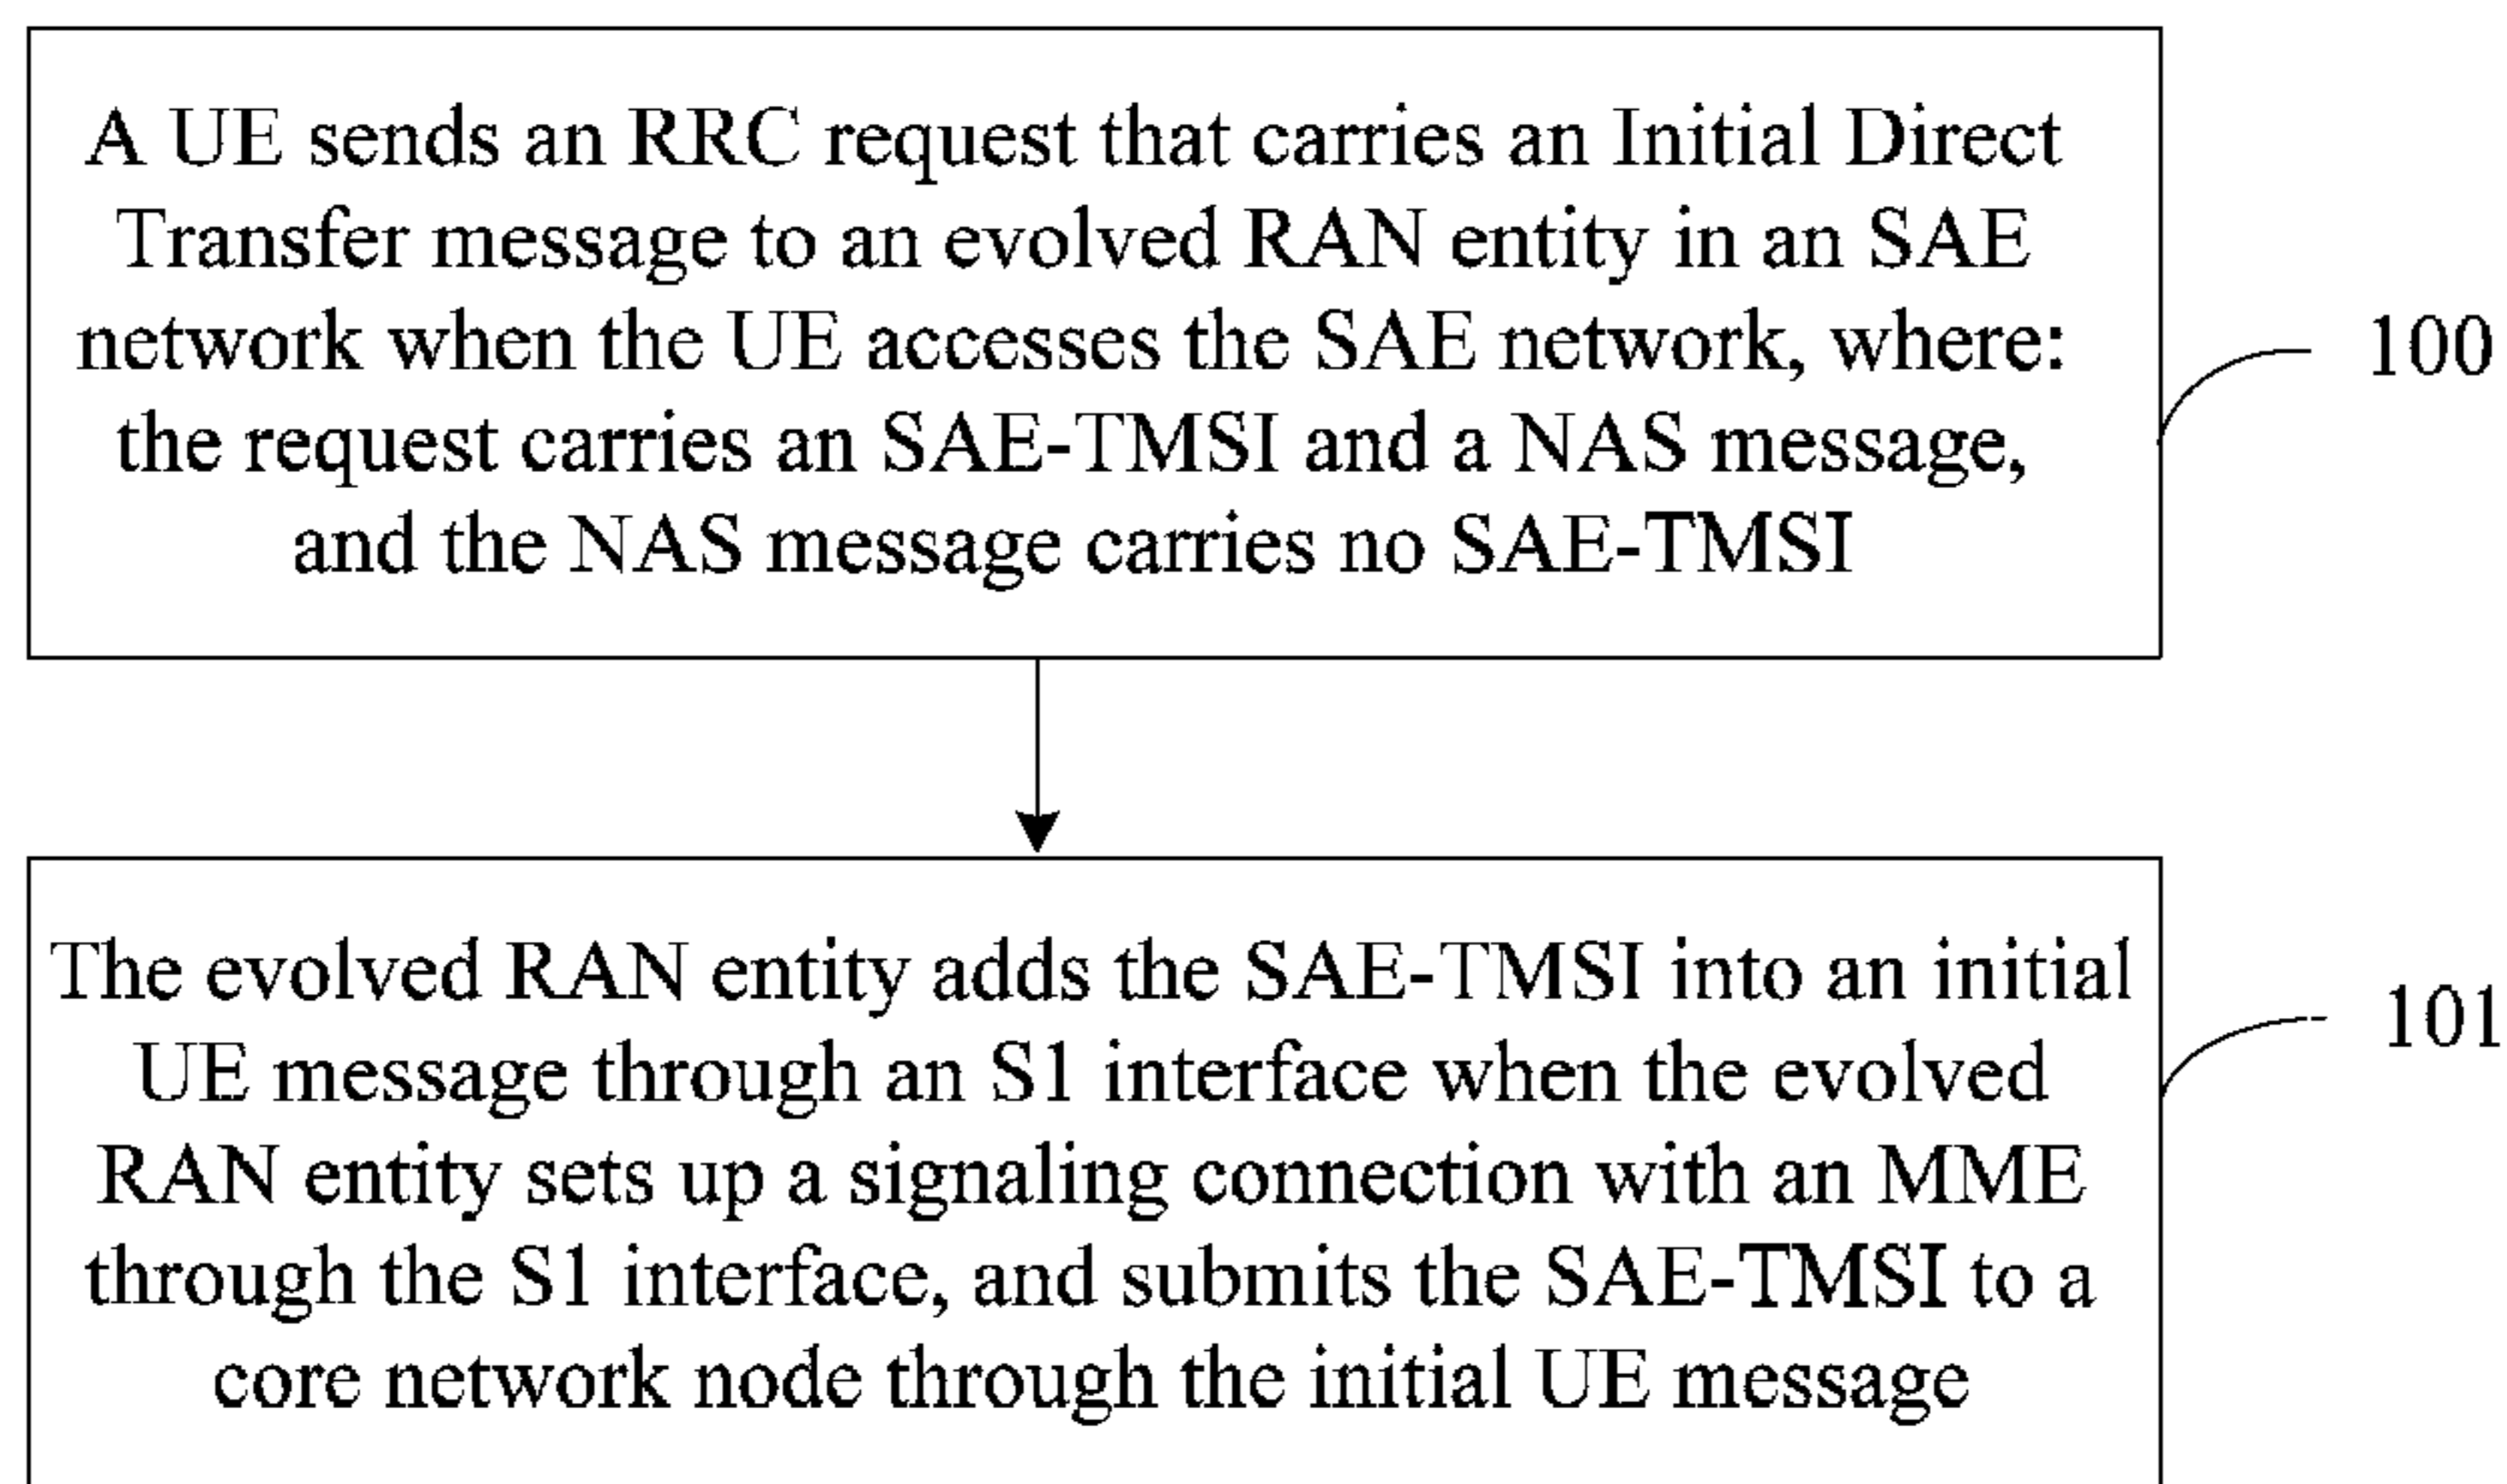 A UE sends an RRC request that carries an Initial Direct
Transfer message to an evolved RAN entity in an SAE
network when the UE accesses the SAE network, where:
the request carries an SAE-TMSI and a NAS message,
and the NAS message carries no SAE-TMSI
100
The evolved RAN entity adds the SAE-TMSI into an initial
UE message through an S1 interface when the evolved
RAN entity sets up a signaling connection with an MME
through the S1 interface, and submits the SAE-TMSI to a
core network node through the initial UE message
101